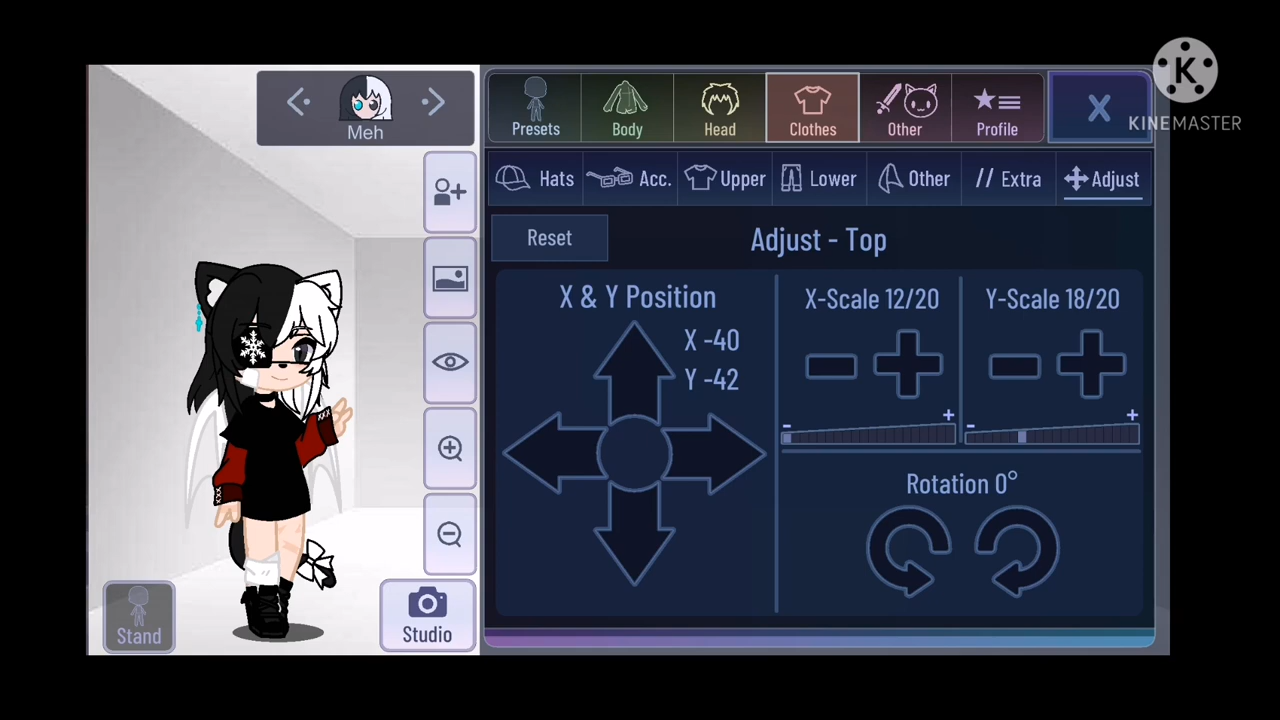 Meh
Presets
Body
Head
Clothes
Other
Profile
X
K
KINEMASTER
Hats
Acc.
Upper
Lower
Other
Extra
Adjust
Reset
Adjust - Top
X & Y Position
X -40
Y -42
X-Scale 12/20
Y-Scale 18/20
- +
- +
Rotation 0°
Stand
Studio